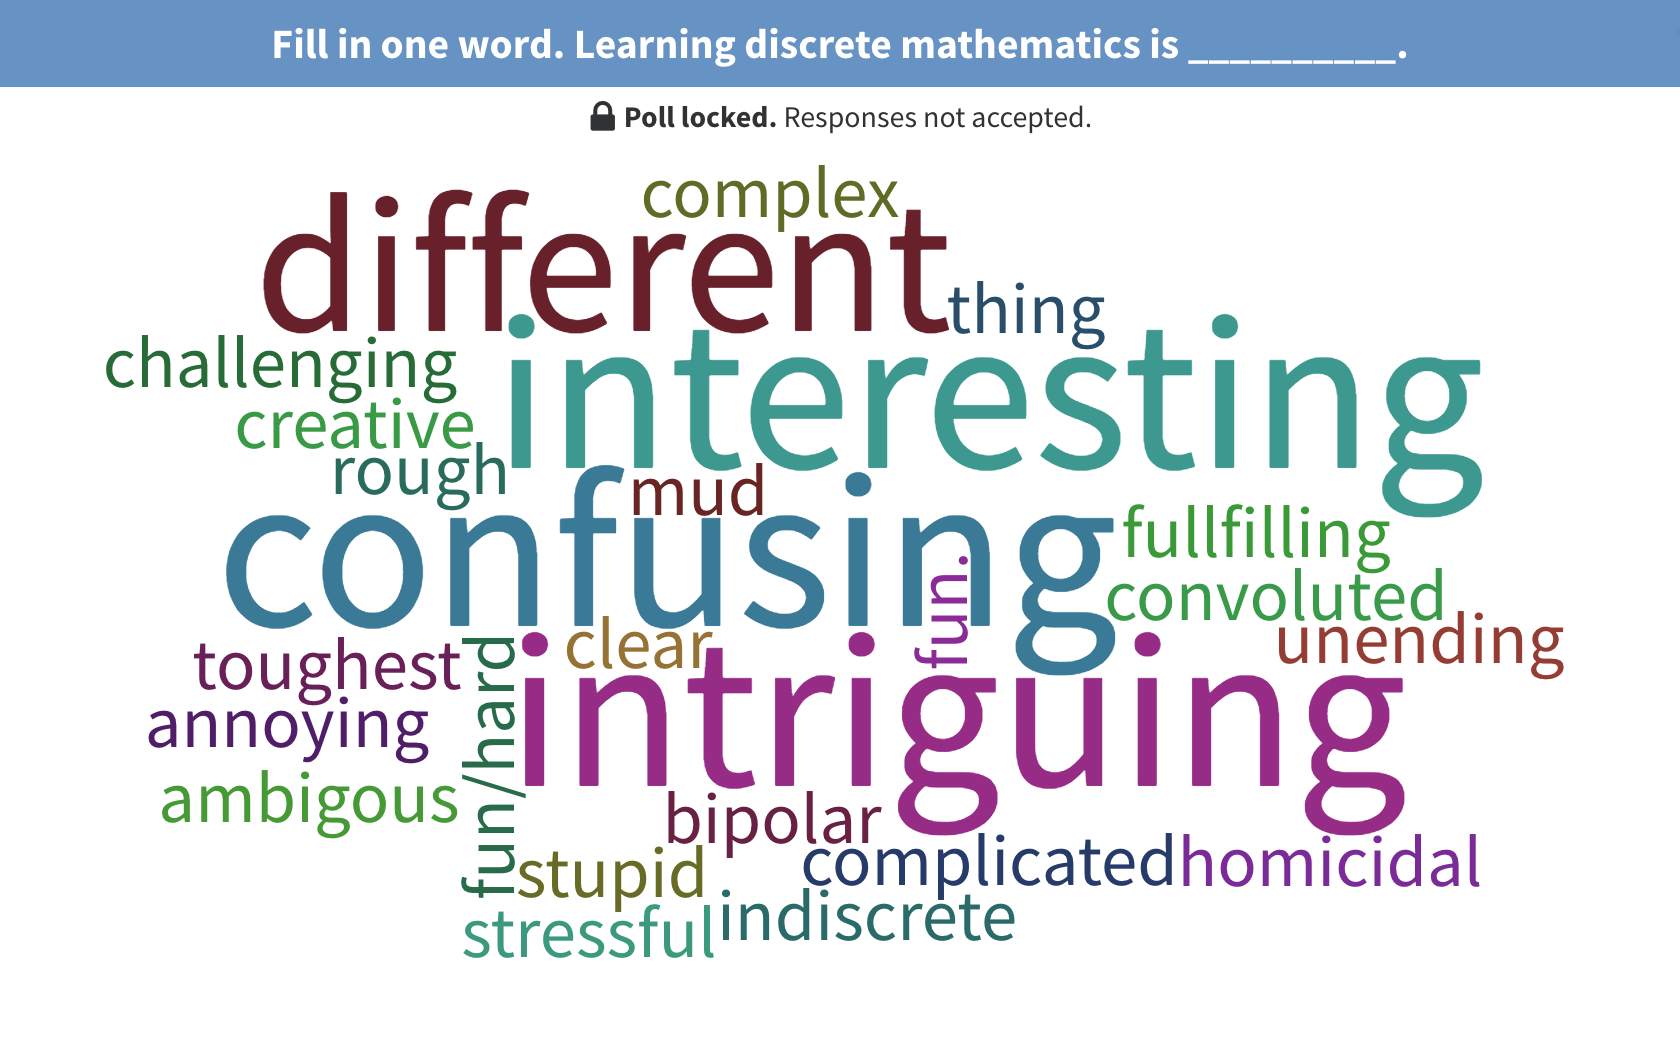 Fill in one word. Learning discrete mathematics is __________.
Poll locked. Responses not accepted.
complex
different
thing
interesting
challenging
creative
rough
mud
confusing
fullfilling
fun.
convoluted
clear
unending
toughest
fun/hard
intriguing
annoying
ambigous
bipolar
complicated
homicidal
stupid
indiscrete
stressful